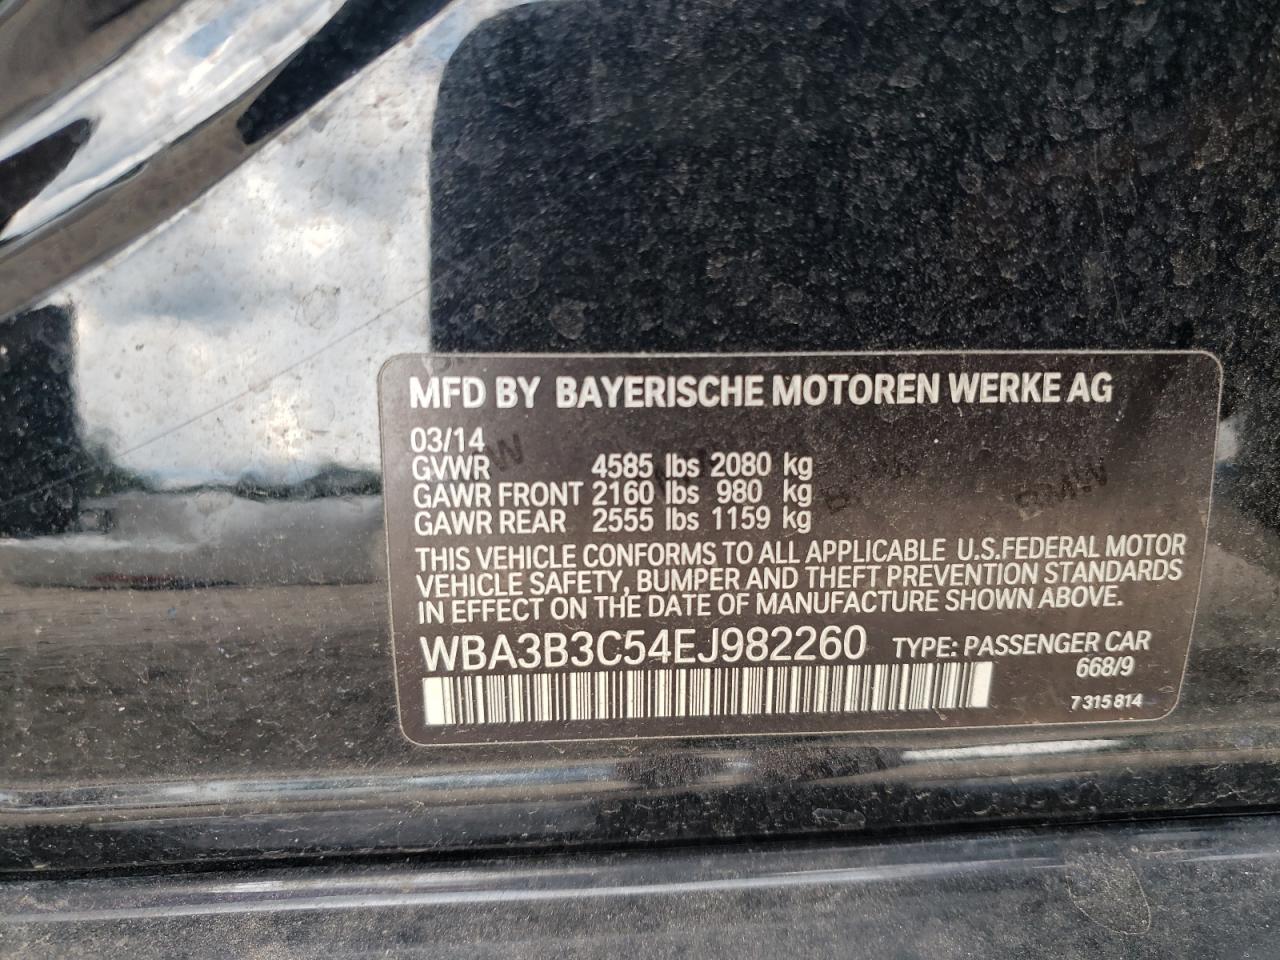 MFD BY BAYERISCHE MOTOREN WERKE AG
03/14
GVWR 4585 lbs 2080 kg
GAWR FRONT 2160 lbs 980 kg
GAWR REAR 2555 lbs 1159 kg
THIS VEHICLE CONFORMS TO ALL APPLICABLE U.S.FEDERAL MOTOR
VEHICLE SAFETY, BUMPER AND THEFT PREVENTION STANDARDS
IN EFFECT ON THE DATE OF MANUFACTURE SHOWN ABOVE.
WBA3B3C54EJ982260 TYPE: PASSENGER CAR
668/9
7 315 814
BMW